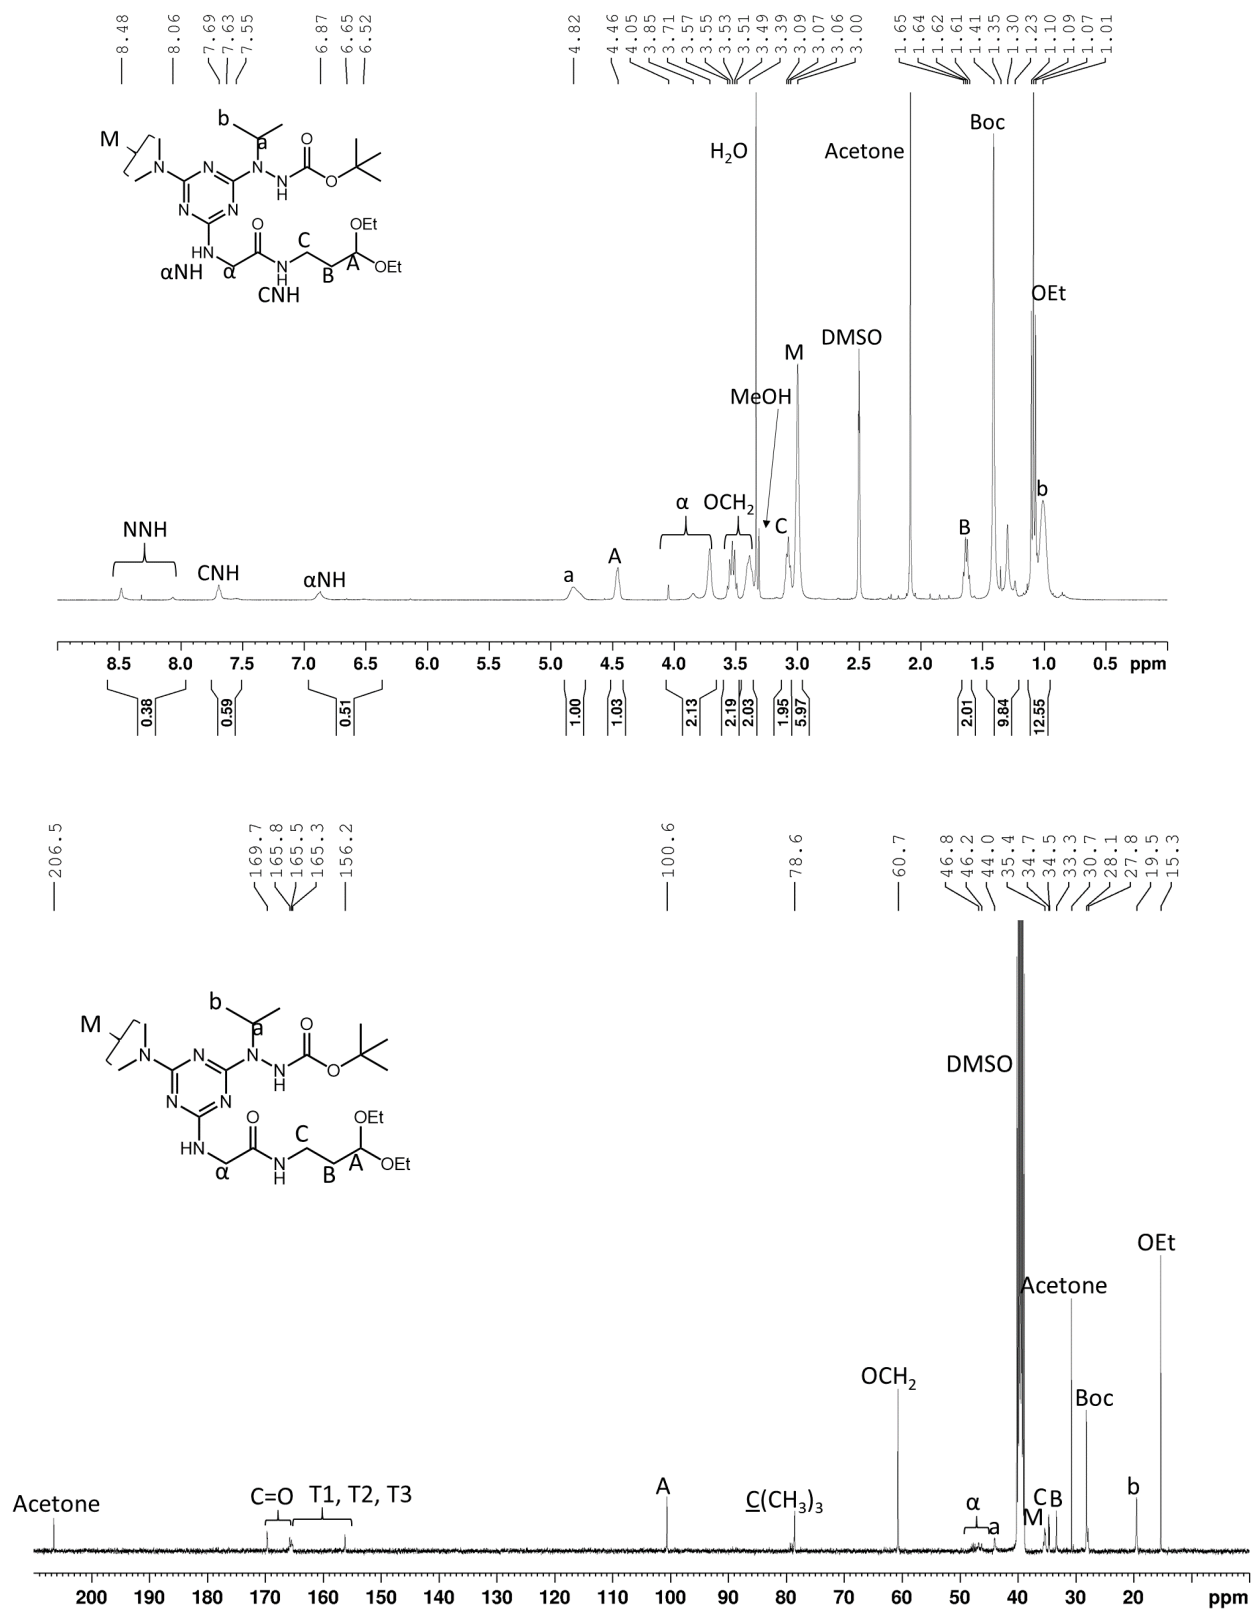 8.48 8.06 7.69 7.63 7.55 6.87 6.65 6.52 4.82 4.46 4.05 3.85 3.71 3.57 3.55 3.53 3.51 3.49 3.39 3.09 3.07 3.06 3.00 1.65 1.64 1.62 1.61 1.41 1.35 1.30 1.23 1.10 1.09 1.07 1.01
b
a
M
N
N
N
N
N
N
H
O
O
O
OEt
C
HN
α
N
H
B
A
OEt
αNH
CNH
H₂O
Acetone
Boc
OEt
DMSO
M
MeOH
α
OCH₂
C
b
B
A
a
NNH
CNH
αNH
8.5 8.0 7.5 7.0 6.5 6.0 5.5 5.0 4.5 4.0 3.5 3.0 2.5 2.0 1.5 1.0 0.5 ppm
0.38 0.59 0.51 1.00 1.03 2.13 2.19 2.03 1.95 5.97 2.01 9.84 12.55
206.5 169.7 165.8 165.5 165.3 156.2 100.6 78.6 60.7 46.8 46.2 44.0 35.4 34.7 34.5 33.3 30.7 28.1 27.8 19.5 15.3
b
a
M
N
N
N
N
N
N
H
O
O
O
OEt
C
HN
α
N
H
B
A
OEt
DMSO
OEt
Acetone
OCH₂
Boc
Acetone
C=O
T1, T2, T3
A
C(CH₃)₃
α
a
M
C
B
b
200 190 180 170 160 150 140 130 120 110 100 90 80 70 60 50 40 30 20 ppm